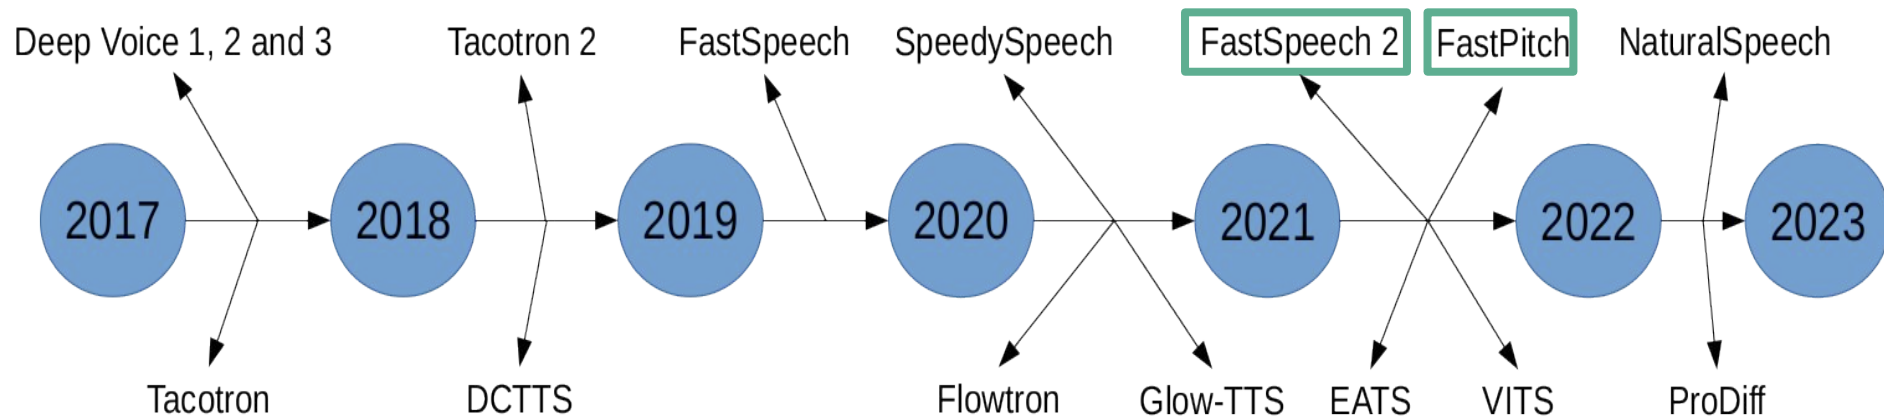 Deep Voice 1, 2 and 3 Tacotron 2 FastSpeech SpeedySpeech FastSpeech 2 FastPitch NaturalSpeech
2017 2018 2019 2020 2021 2022 2023
Tacotron DCTTS Flowtron Glow-TTS EATS VITS ProDiff